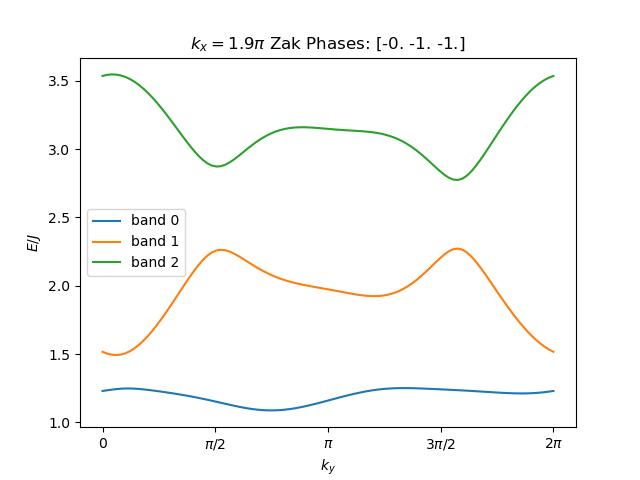 kₓ = 1.9π Zak Phases: [-0. -1. -1.]
3.5
3.0
2.5
2.0
1.5
1.0
E/J
band 0
band 1
band 2
0 π/2 π 3π/2 2π
k_y